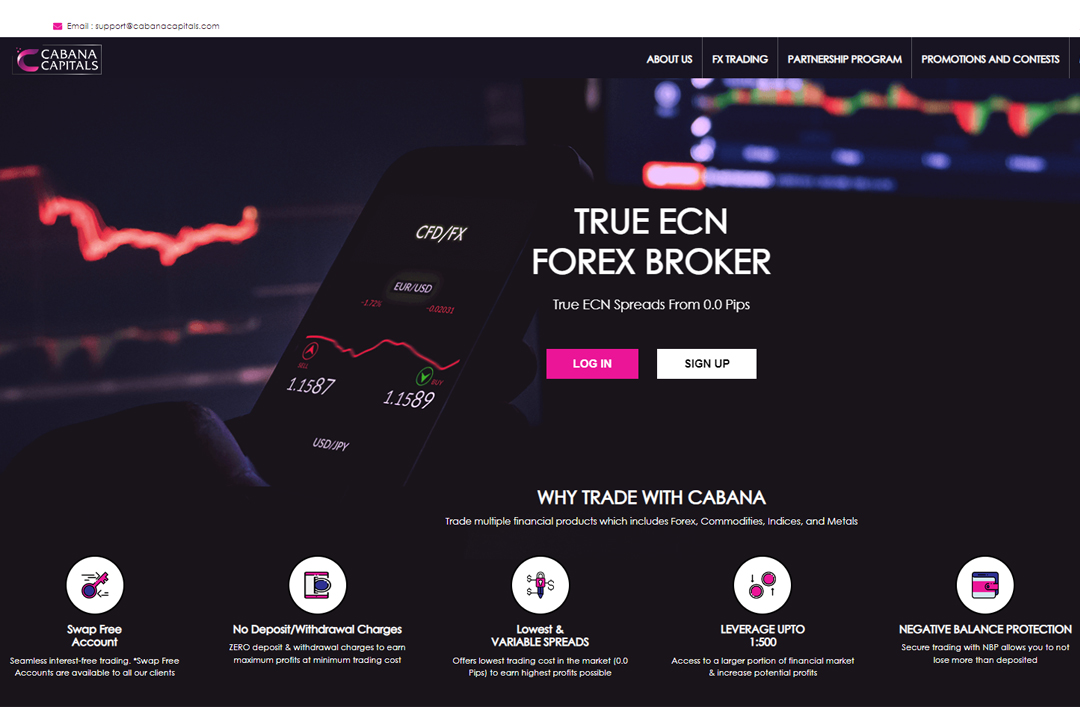 Email : support@cabanacapitals.com
CABANA
CAPITALS
ABOUT US
FX TRADING
PARTNERSHIP PROGRAM
PROMOTIONS AND CONTESTS
CFD/FX
EUR/USD
-1.72%
-0.02031
SELL
BUY
1.1587
1.1589
USD/JPY
TRUE ECN
FOREX BROKER
True ECN Spreads From 0.0 Pips
LOG IN
SIGN UP
WHY TRADE WITH CABANA
Trade multiple financial products which includes Forex, Commodities, Indices, and Metals
Swap Free
Account
Seamless interest-free trading. *Swap Free
Accounts are available to all our clients
No Deposit/Withdrawal Charges
ZERO deposit & withdrawal charges to earn
maximum profits at minimum trading cost
Lowest &
VARIABLE SPREADS
Offers lowest trading cost in the market (0.0
Pips) to earn highest profits possible
LEVERAGE UPTO
1:500
Access to a larger portion of financial market
& increase potential profits
NEGATIVE BALANCE PROTECTION
Secure trading with NBP allows you to not
lose more than deposited